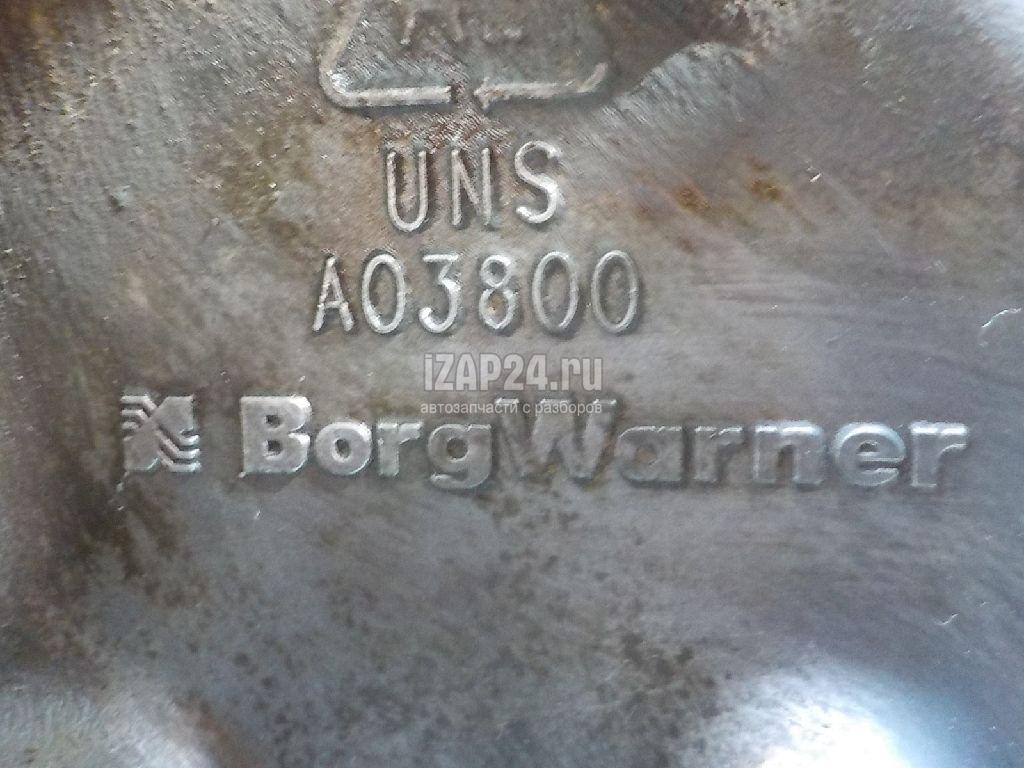 UNS
A03800
iZAP24.ru
автозапчасти с разборов
BorgWarner